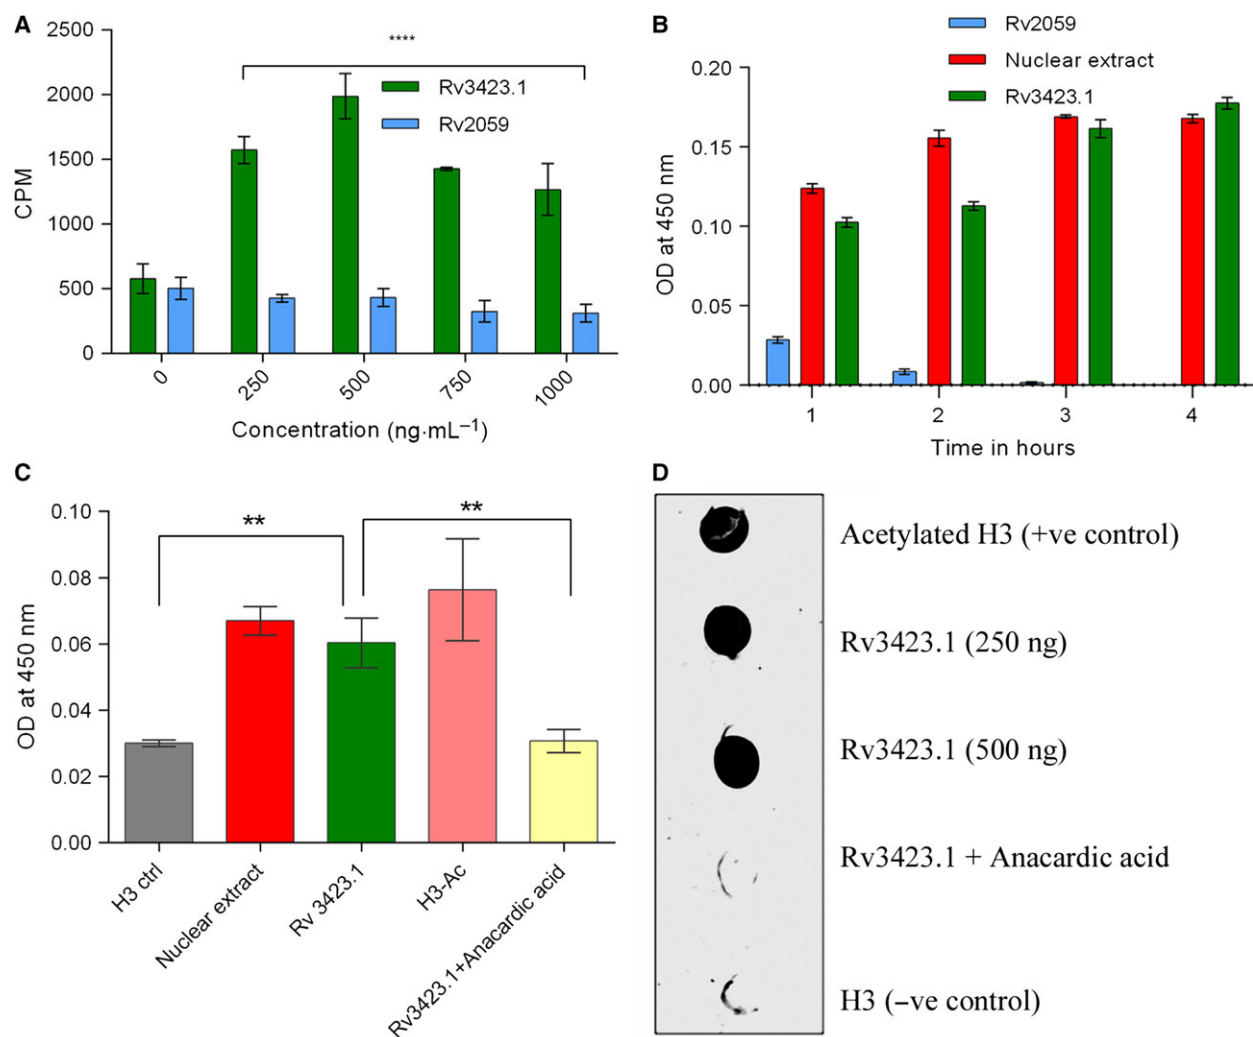 A
2500
2000
1500
1000
500
0
CPM
****
Rv3423.1
Rv2059
0
250
500
750
1000
Concentration (ng·mL⁻¹)
B
Rv2059
Nuclear extract
Rv3423.1
0.20
0.15
0.10
0.05
0.00
OD at 450 nm
1
2
3
4
Time in hours
C
0.10
0.08
0.06
0.04
0.02
0.00
OD at 450 nm
**
**
H3 ctrl
Nuclear extract
Rv 3423.1
H3-Ac
Rv3423.1+Anacardic acid
D
Acetylated H3 (+ve control)
Rv3423.1 (250 ng)
Rv3423.1 (500 ng)
Rv3423.1 + Anacardic acid
H3 (–ve control)